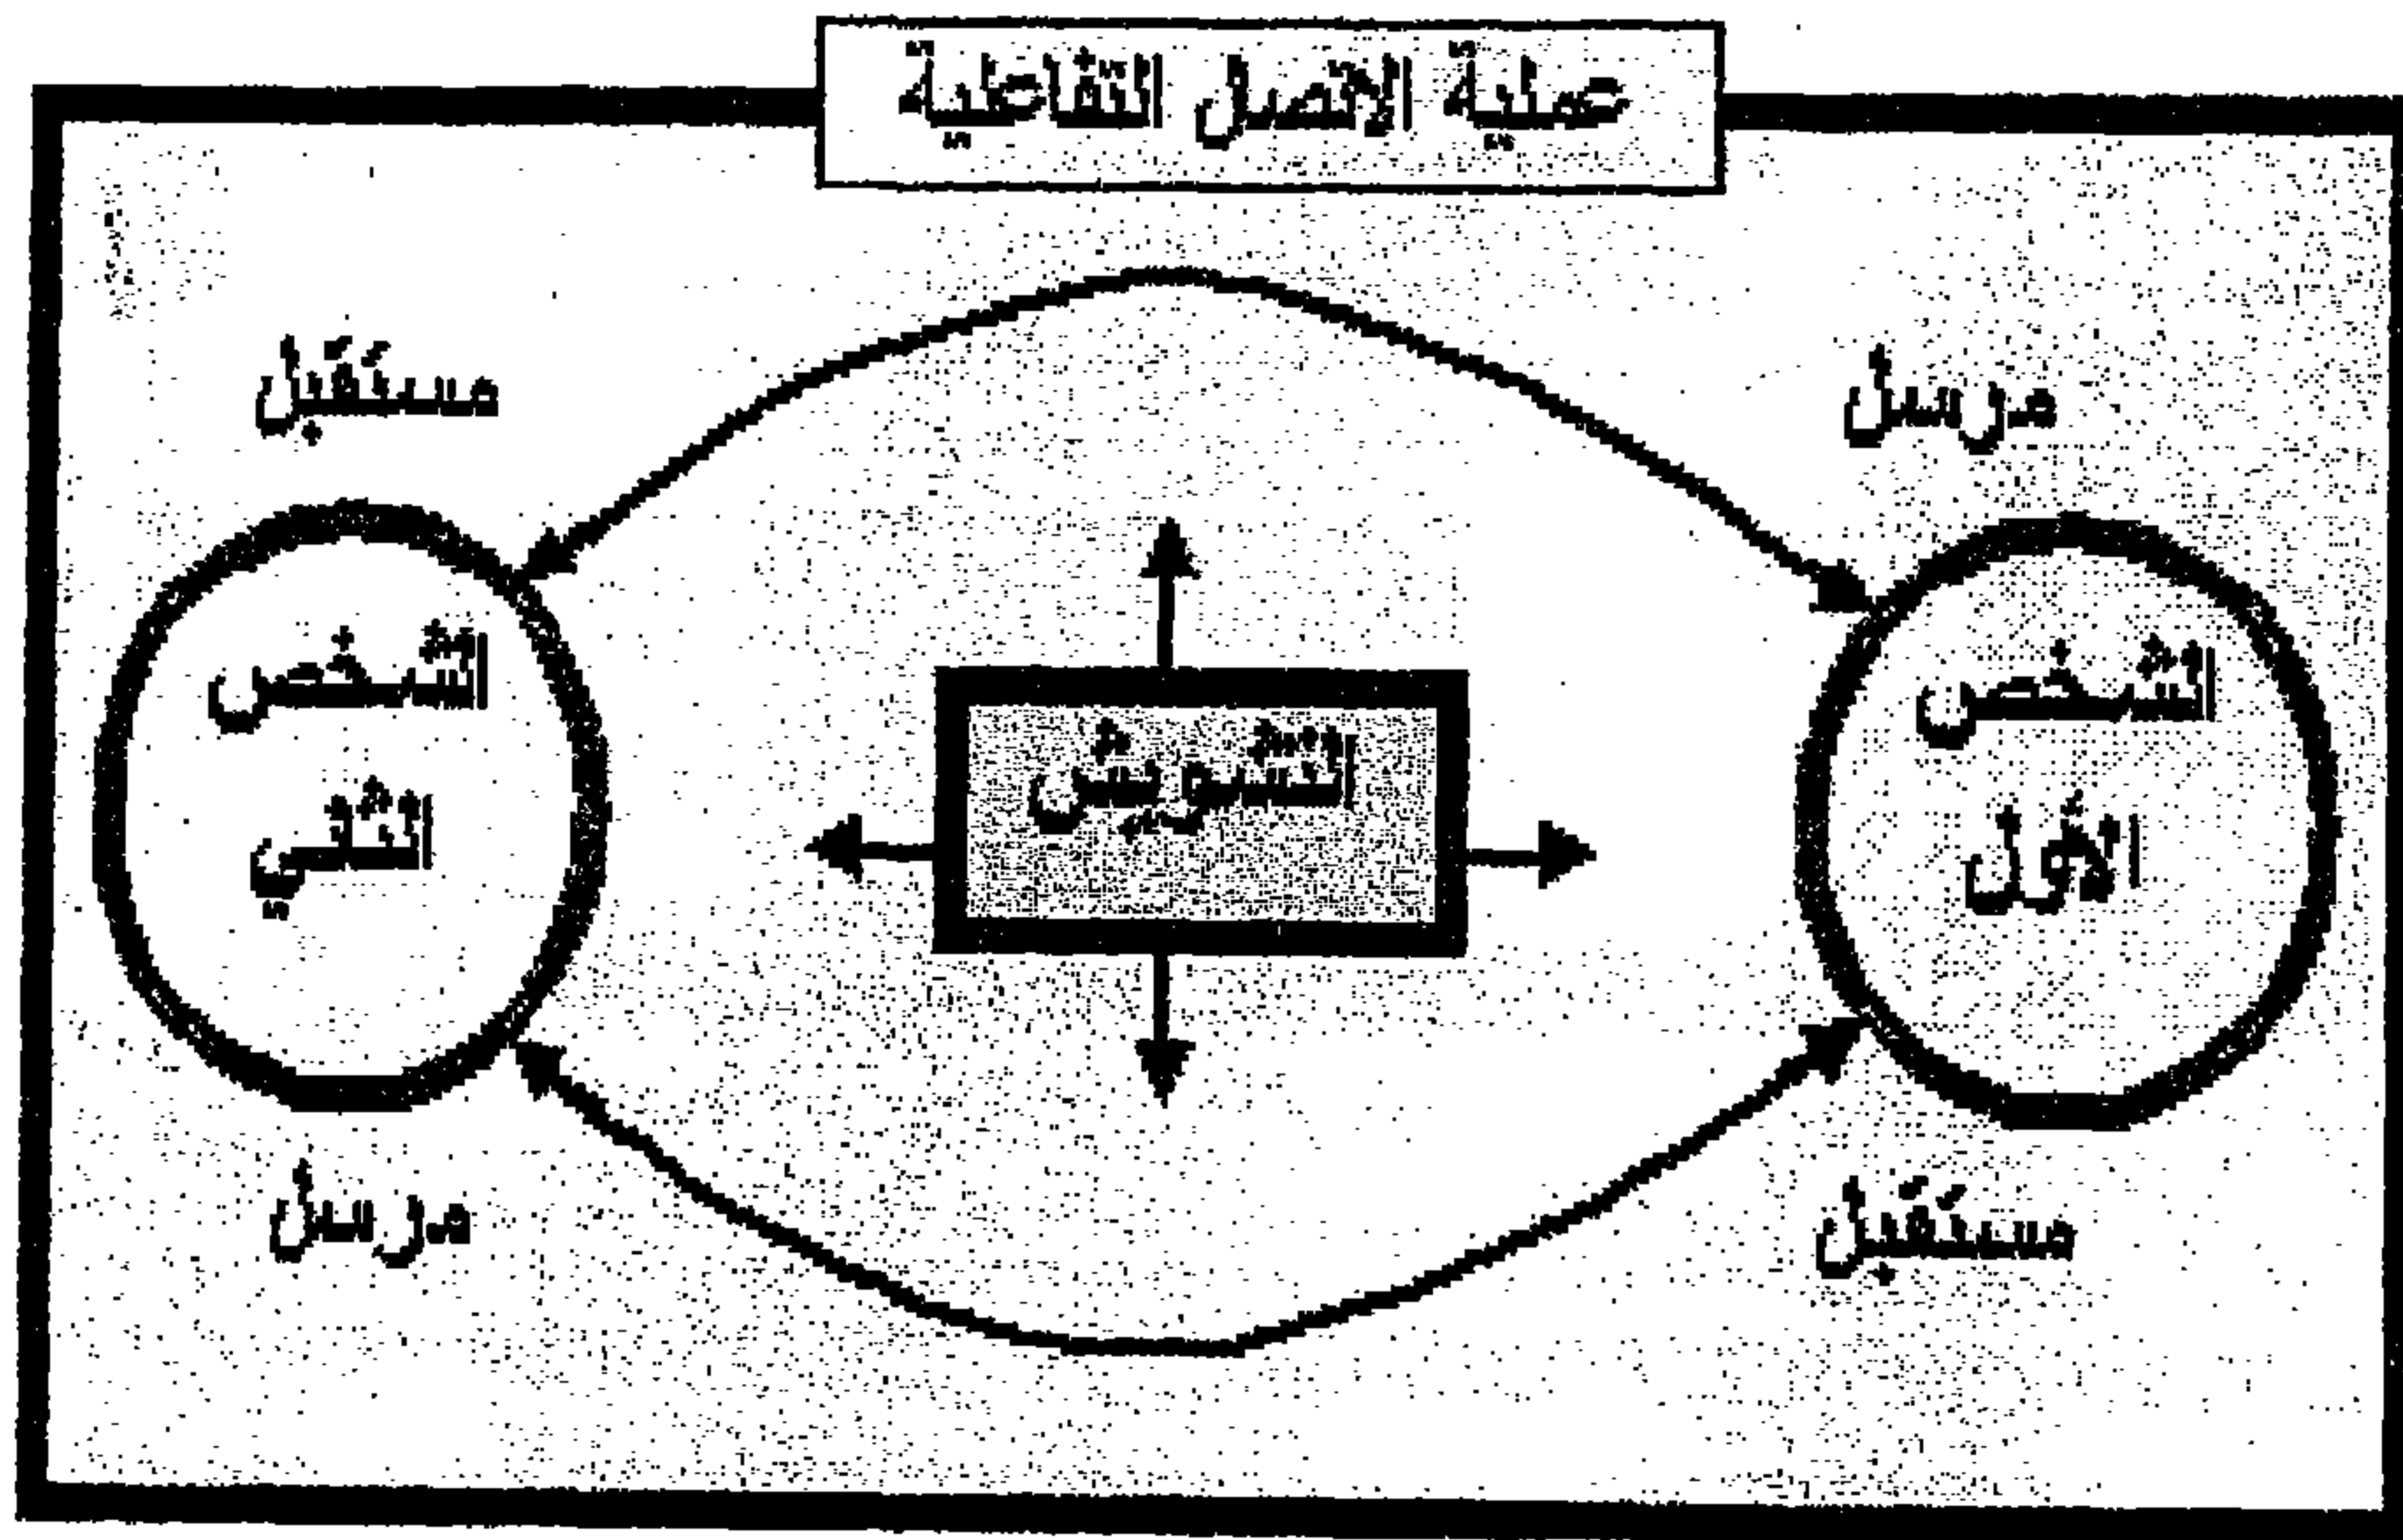 عملية الاتصال التفاعلية
مرسل
مستقبل
الشخص
الأول
التشويش
الشخص
الثاني
مستقبل
مرسل